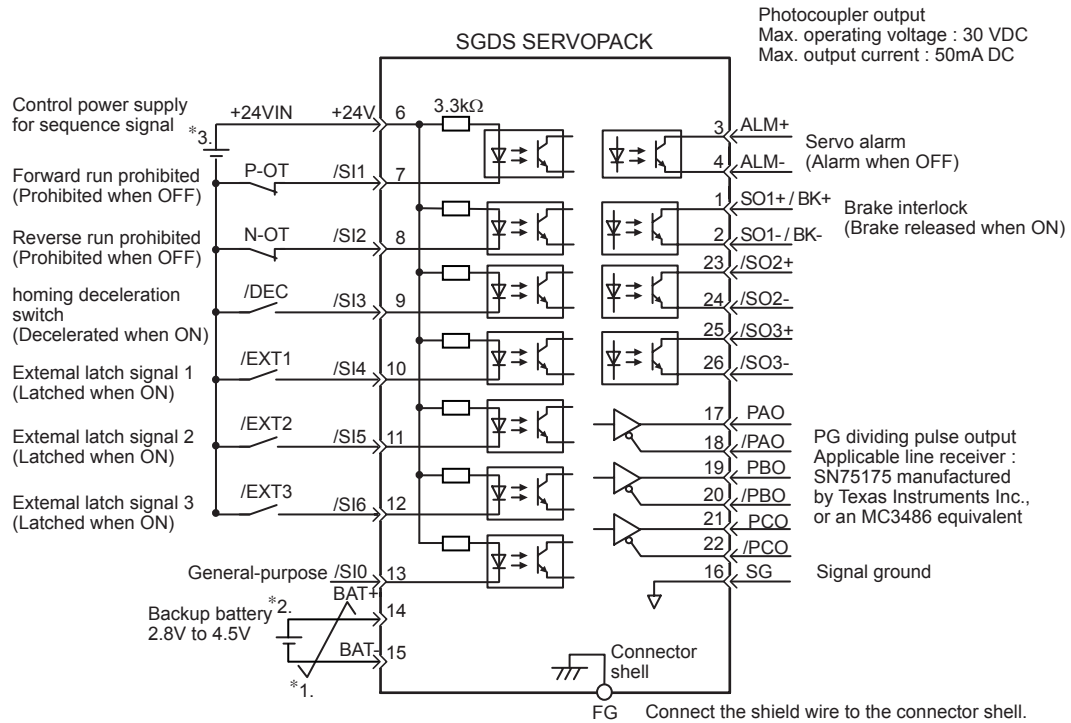 Photocoupler output
Max. operating voltage : 30 VDC
Max. output current : 50mA DC
SGDS SERVOPACK
Control power supply
for sequence signal
*3.
+24VIN
+24V
6
3.3kΩ
3
ALM+
4
ALM-
Servo alarm
(Alarm when OFF)
Forward run prohibited
(Prohibited when OFF)
P-OT
/SI1
7
1
SO1+ / BK+
2
SO1- / BK-
Brake interlock
(Brake released when ON)
Reverse run prohibited
(Prohibited when OFF)
N-OT
/SI2
8
23
/SO2+
24
/SO2-
homing deceleration
switch
(Decelerated when ON)
/DEC
/SI3
9
25
/SO3+
26
/SO3-
External latch signal 1
(Latched when ON)
/EXT1
/SI4
10
External latch signal 2
(Latched when ON)
/EXT2
/SI5
11
17
PAO
18
/PAO
19
PBO
20
/PBO
21
PCO
22
/PCO
PG dividing pulse output
Applicable line receiver :
SN75175 manufactured
by Texas Instruments Inc.,
or an MC3486 equivalent
External latch signal 3
(Latched when ON)
/EXT3
/SI6
12
General-purpose
/SI0
13
16
SG
Signal ground
BAT+
14
Backup battery
2.8V to 4.5V
*2.
BAT-
15
*1.
Connector
shell
FG
Connect the shield wire to the connector shell.